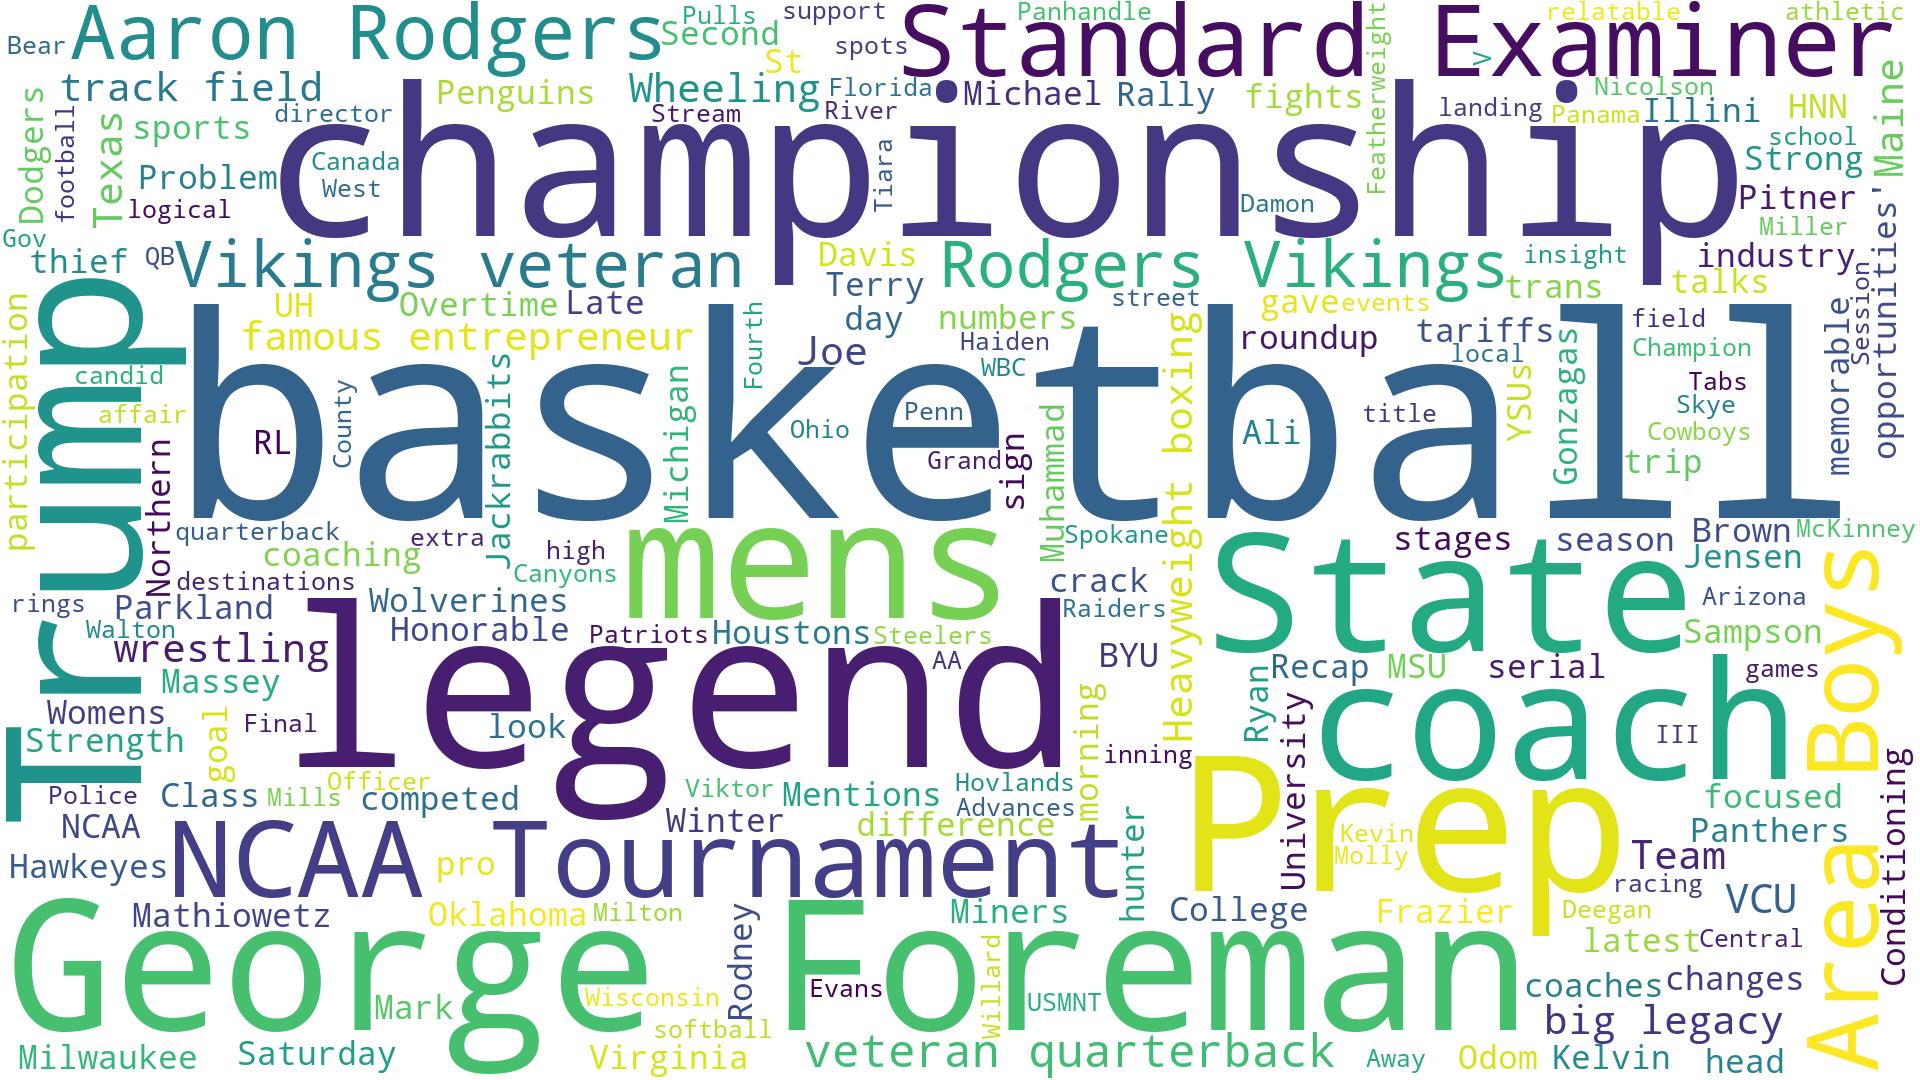 Aaron Rodgers
Standard Examiner
Pulls
support
Panhandle
relatable
athletic
Bear
Second
spots
St
Featherweight
V
track field
Penguins
Wheeling
Florida
Michael
Rally
fights
landing
Nicolson
Panama
Illini
HNN
Maine
Dodgers
football
Texas
sports
director
Stream
River
championship
school
Strong
Problem
Canada
West
Tiara
logical
Damon
Pitner
Miller
opportunities'
Gov
thief
QB
Vikings veteran
Davis
Rodgers Vikings
insight
industry
Terry
trans
talks
Trump
participation
UH
Overtime
Late
famous entrepreneur
Fourth
day
numbers
street
gave
events
Haiden
WBC
Joe
roundup
tariffs
local
field
Champion
memorable
Session
candid
affair
basketball
County
Jackrabbits
Michigan
Ohio
Penn
Grand
sign
Muhammad
Heavyweight boxing
Ali
title
YSUs
Gonzagas
Tabs
Skye
Cowboys
trip
RL
Northern
quarterback
coaching
extra
high
Canyons
mens
Spokane
State
stages
season
Brown
McKinney
Jensen
destinations
rings
Parkland
Wolverines
crack
Raiders
Arizona
Walton
wrestling
Honorable
Patriots
Houstons
Steelers
AA
BYU
Sampson
Massey
legend
Recap
MSU
serial
games
Ryan
University
coach
III
Area Boys
Womens
Strength
goal
Final
look
morning
inning
Officer
Police
Class
Mills
competed
Viktor
Mentions
Hovlands
Advances
Prep
Kevin
Molly
focused
Conditioning
NCAA
Winter
difference
hunter
Panthers
Hawkeyes
NCAA Tournament
pro
Team
racing
VCU
Mathiowetz
Oklahoma
Milton
Rodney
Miners
College
Frazier
Deegan
latest
Central
George Foreman
Mark
Wisconsin
softball
Evans
Willard
USMNT
coaches
changes
big legacy
Milwaukee
Saturday
Virginia
veteran quarterback
Away
Odom
Kelvin
head